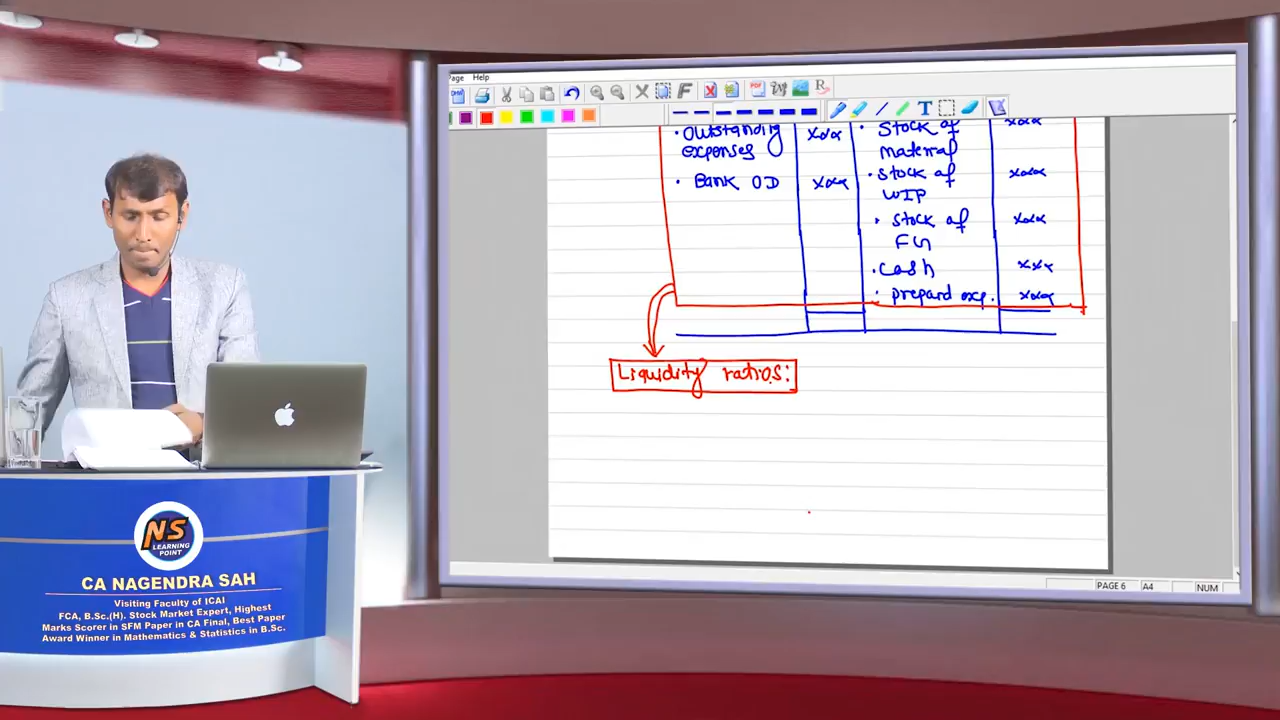 Page Help
PDF
T
• Outstanding xxx • Stock of xxx
expenses material
• Bank OD xxx • Stock of xxx
WIP
• Stock of xxx
FG
• Cash xxx
• prepard exp. xxx
Liquidity ratios:
PAGE 6 A4 NUM
NS
LEARNING
POINT
CA NAGENDRA SAH
Visiting Faculty of ICAI
FCA, B.Sc.(H). Stock Market Expert, Highest
Marks Scorer in SFM Paper in CA Final, Best Paper
Award Winner in Mathematics & Statistics in B.Sc.